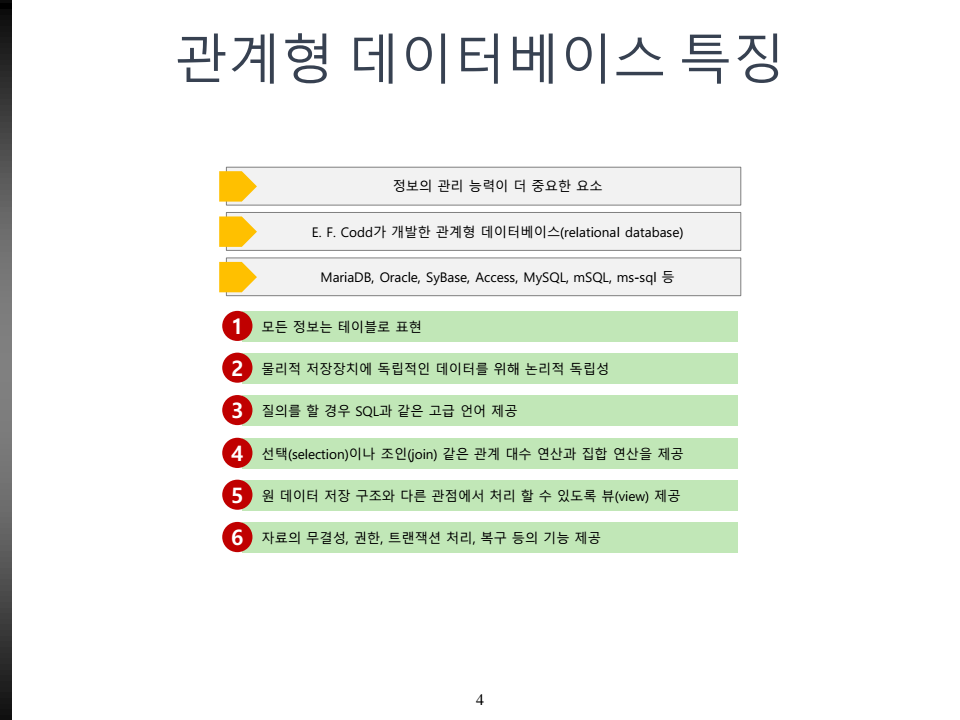 관계형 데이터베이스 특징
정보의 관리 능력이 더 중요한 요소
E. F. Codd가 개발한 관계형 데이터베이스(relational database)
MariaDB, Oracle, SyBase, Access, MySQL, mSQL, ms-sql 등
1 모든 정보는 테이블로 표현
2 물리적 저장장치에 독립적인 데이터를 위해 논리적 독립성
3 질의를 할 경우 SQL과 같은 고급 언어 제공
4 선택(selection)이나 조인(join) 같은 관계 대수 연산과 집합 연산을 제공
5 원 데이터 저장 구조와 다른 관점에서 처리 할 수 있도록 뷰(view) 제공
6 자료의 무결성, 권한, 트랜잭션 처리, 복구 등의 기능 제공
4